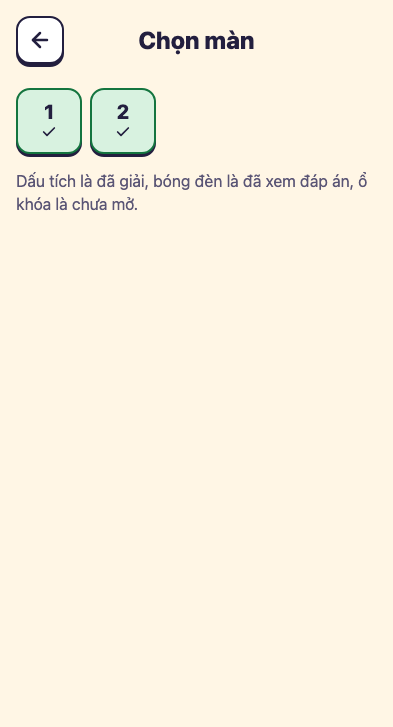 Chọn màn
1
2
Dấu tích là đã giải, bóng đèn là đã xem đáp án, ổ
khóa là chưa mở.